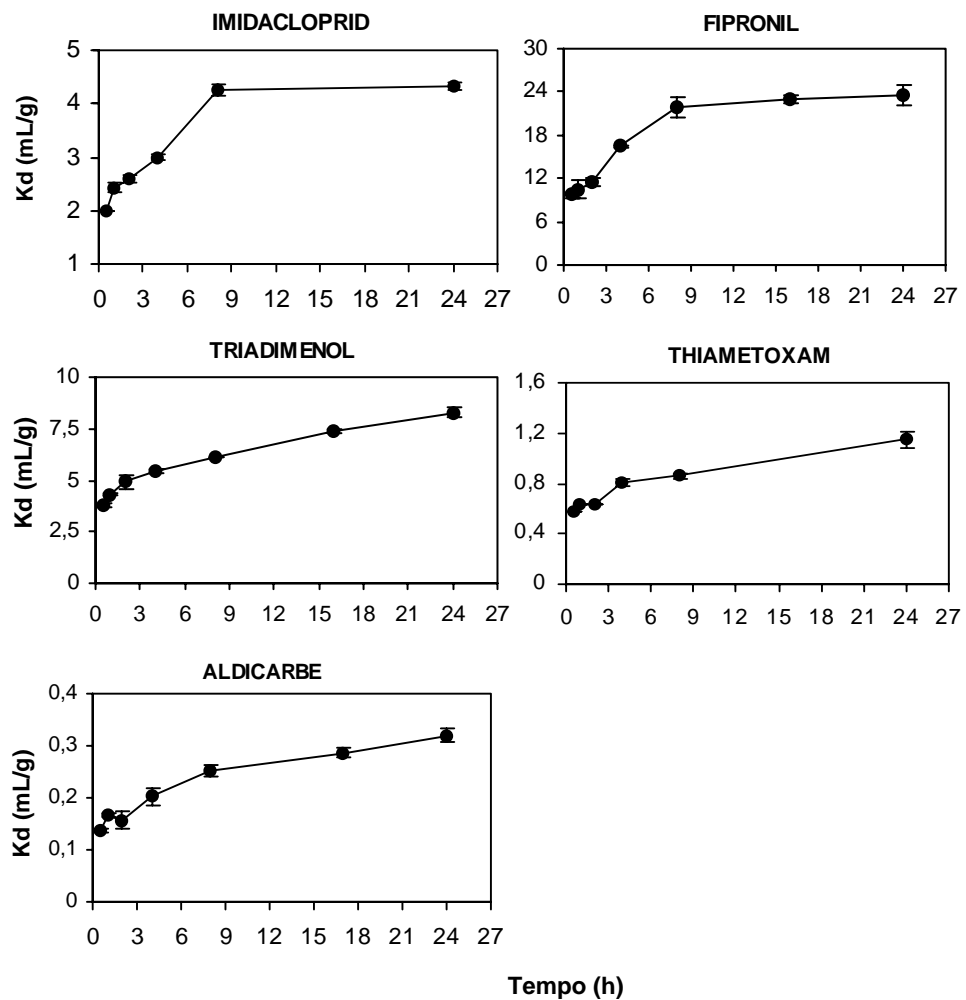 IMIDACLOPRID
5
4
3
2
1
Kd (mL/g)
0 3 6 9 12 15 18 21 24 27
FIPRONIL
30
24
18
12
6
0
0 3 6 9 12 15 18 21 24 27
TRIADIMENOL
10
7,5
5
2,5
0
Kd (mL/g)
0 3 6 9 12 15 18 21 24 27
THIAMETOXAM
1,6
1,2
0,8
0,4
0
0 3 6 9 12 15 18 21 24 27
ALDICARBE
0,4
0,3
0,2
0,1
0
Kd (mL/g)
0 3 6 9 12 15 18 21 24 27
Tempo (h)